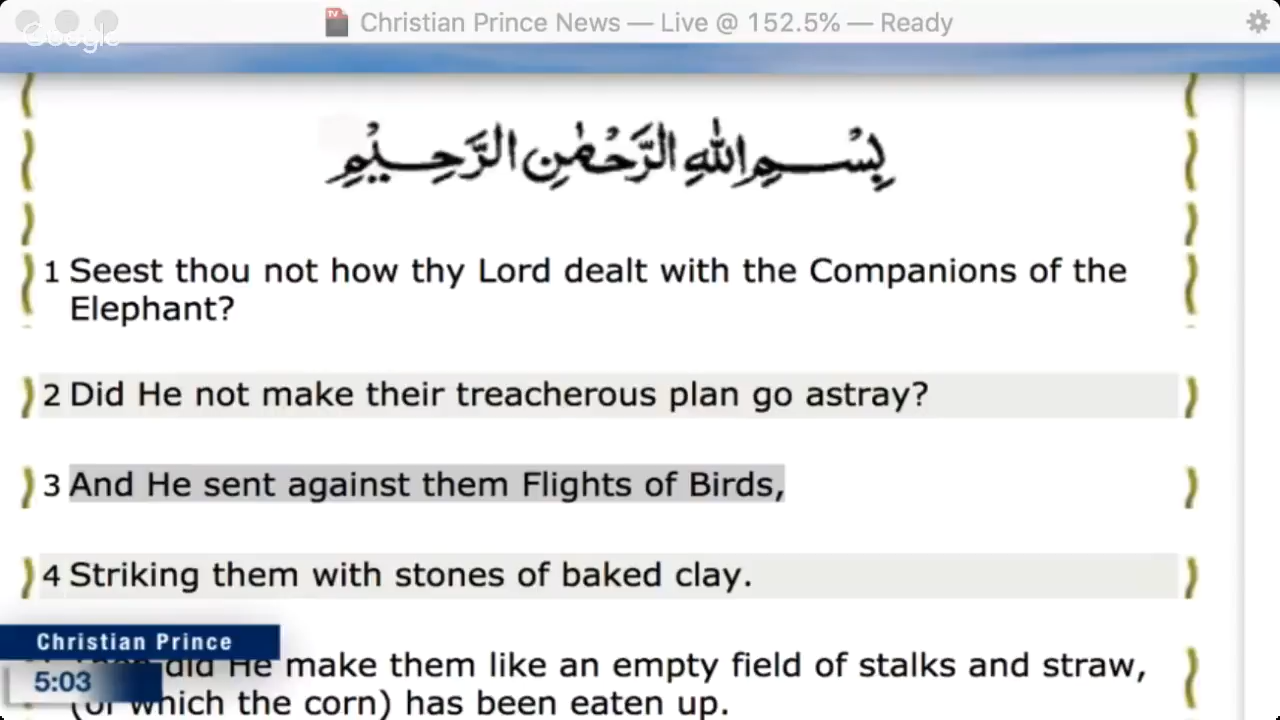 Christian Prince News — Live @ 152.5% — Ready
Google
بِسْمِ اللهِ الرَّحْمٰنِ الرَّحِيْمِ
1 Seest thou not how thy Lord dealt with the Companions of the
Elephant?
2 Did He not make their treacherous plan go astray?
3 And He sent against them Flights of Birds,
4 Striking them with stones of baked clay.
did He make them like an empty field of stalks and straw,
(of which the corn) has been eaten up.
Christian Prince
5:03